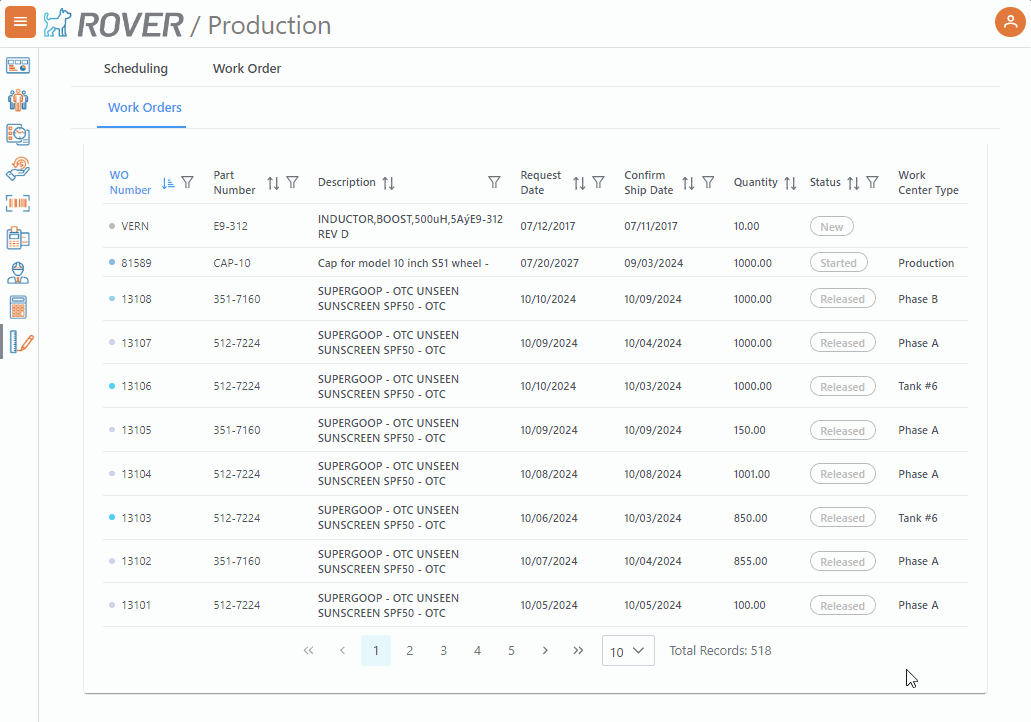 ROVER / Production
Scheduling Work Order
Work Orders
WO Number Part Number Description Request Date Confirm Ship Date Quantity Status Work Center Type
VERN E9-312 INDUCTOR,BOOST,500uH,5AýE9-312 REV D 07/12/2017 07/11/2017 10.00 New
81589 CAP-10 Cap for model 10 inch S51 wheel - 07/20/2027 09/03/2024 1000.00 Started Production
13108 351-7160 SUPERGOOP - OTC UNSEEN SUNSCREEN SPF50 - OTC 10/10/2024 10/09/2024 1000.00 Released Phase B
13107 512-7224 SUPERGOOP - OTC UNSEEN SUNSCREEN SPF50 - OTC 10/09/2024 10/04/2024 1000.00 Released Phase A
13106 512-7224 SUPERGOOP - OTC UNSEEN SUNSCREEN SPF50 - OTC 10/10/2024 10/03/2024 1000.00 Released Tank #6
13105 351-7160 SUPERGOOP - OTC UNSEEN SUNSCREEN SPF50 - OTC 10/09/2024 10/09/2024 150.00 Released Phase A
13104 512-7224 SUPERGOOP - OTC UNSEEN SUNSCREEN SPF50 - OTC 10/08/2024 10/08/2024 1001.00 Released Phase A
13103 512-7224 SUPERGOOP - OTC UNSEEN SUNSCREEN SPF50 - OTC 10/06/2024 10/03/2024 850.00 Released Tank #6
13102 351-7160 SUPERGOOP - OTC UNSEEN SUNSCREEN SPF50 - OTC 10/07/2024 10/04/2024 855.00 Released Phase A
13101 512-7224 SUPERGOOP - OTC UNSEEN SUNSCREEN SPF50 - OTC 10/05/2024 10/05/2024 100.00 Released Phase A
1 2 3 4 5 10 Total Records: 518